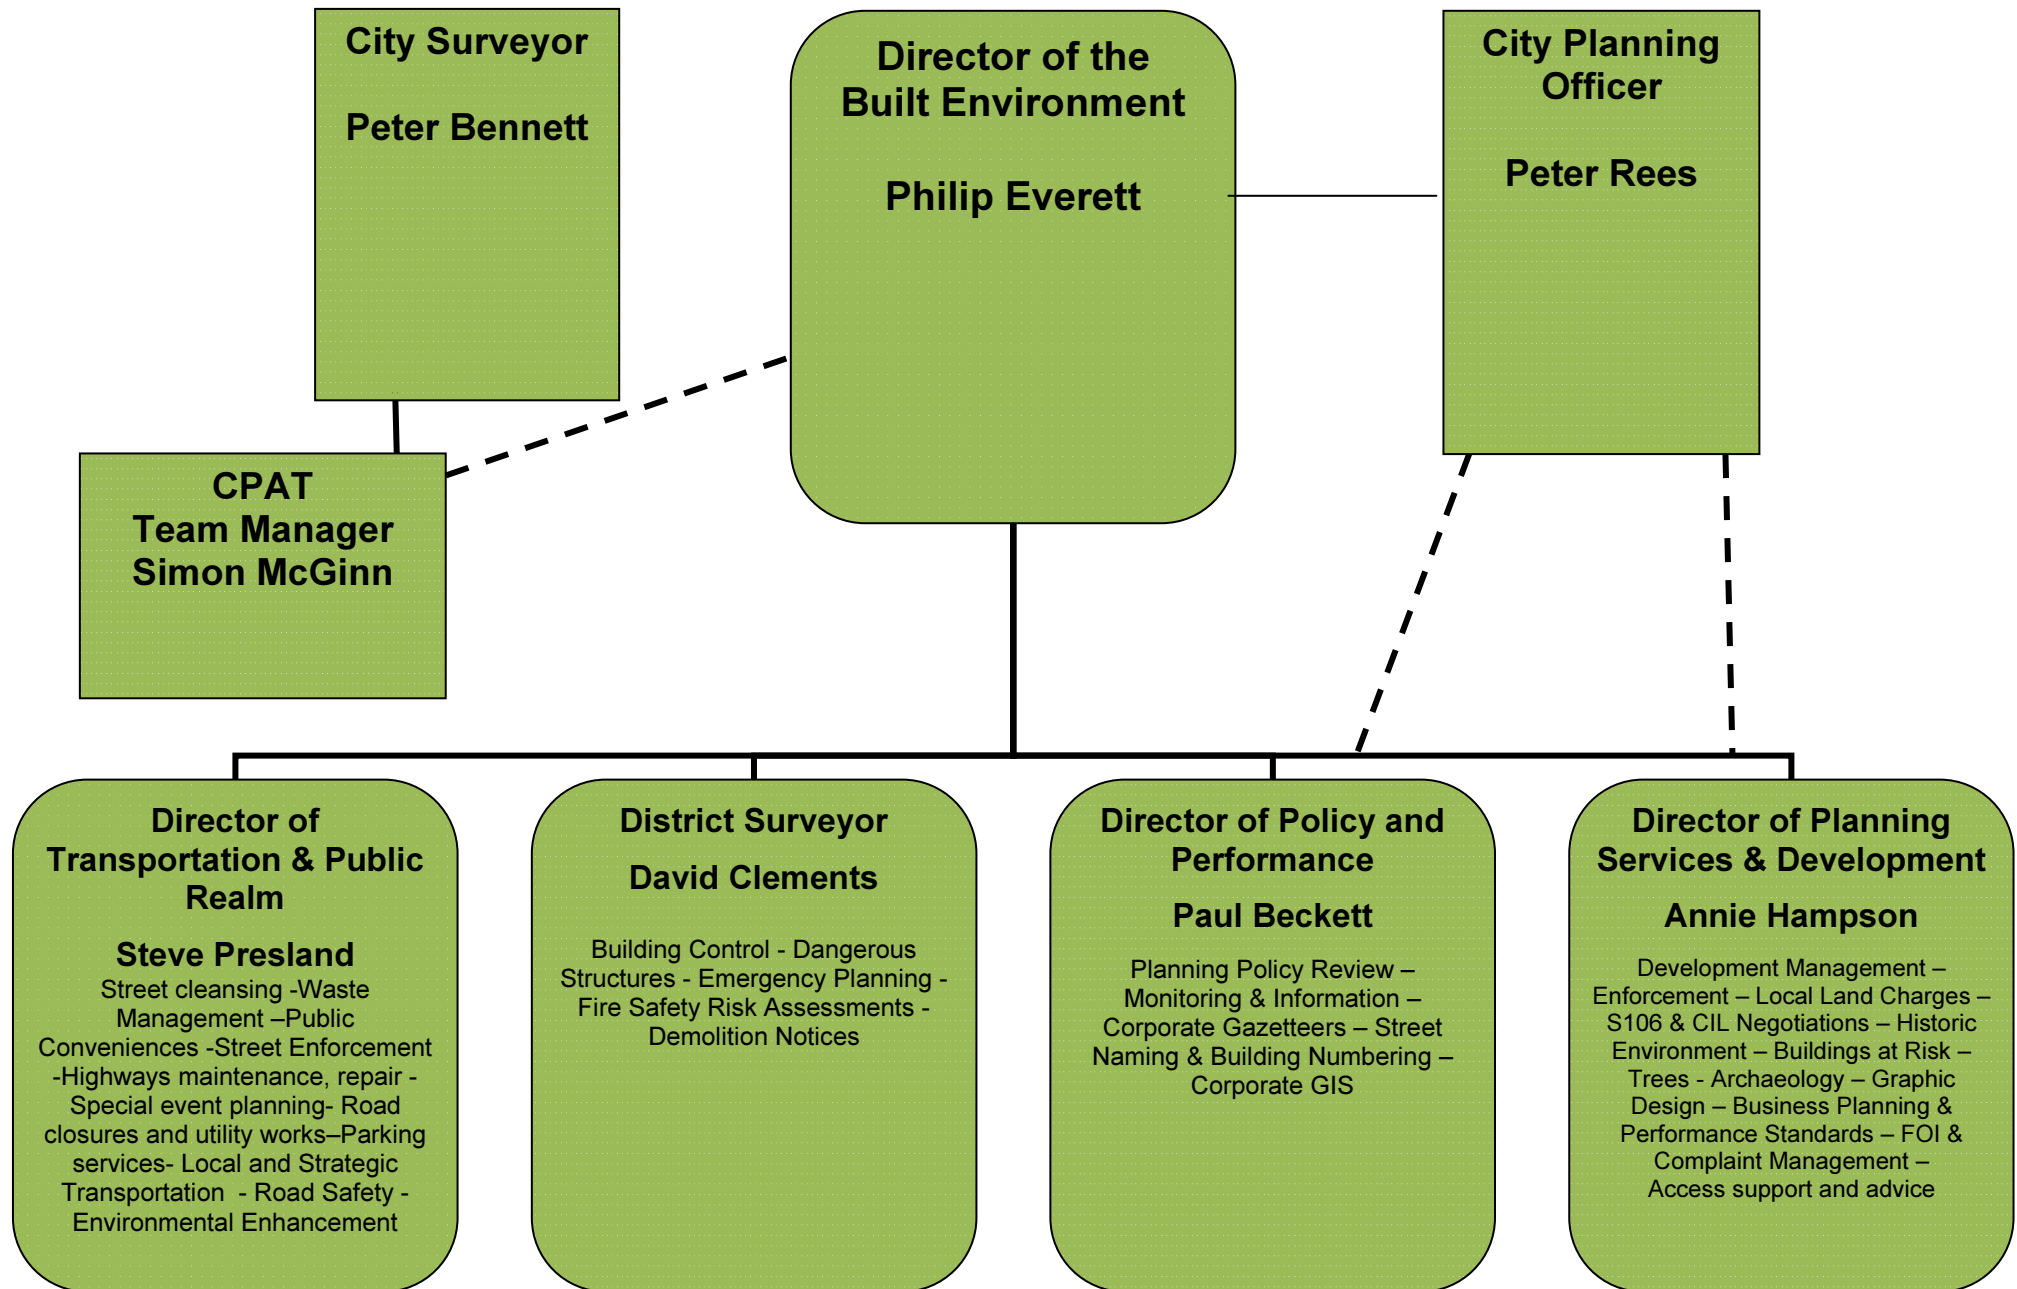 City Surveyor
Peter Bennett
Director of the
Built Environment
Philip Everett
City Planning
Officer
Peter Rees
CPAT
Team Manager
Simon McGinn
Director of
Transportation & Public
Realm
Steve Presland
Street cleansing -Waste
Management –Public
Conveniences -Street Enforcement
-Highways maintenance, repair -
Special event planning- Road
closures and utility works–Parking
services- Local and Strategic
Transportation - Road Safety -
Environmental Enhancement
District Surveyor
David Clements
Building Control - Dangerous
Structures - Emergency Planning -
Fire Safety Risk Assessments -
Demolition Notices
Director of Policy and
Performance
Paul Beckett
Planning Policy Review –
Monitoring & Information –
Corporate Gazetteers – Street
Naming & Building Numbering –
Corporate GIS
Director of Planning
Services & Development
Annie Hampson
Development Management –
Enforcement – Local Land Charges –
S106 & CIL Negotiations – Historic
Environment – Buildings at Risk –
Trees - Archaeology – Graphic
Design – Business Planning &
Performance Standards – FOI &
Complaint Management –
Access support and advice